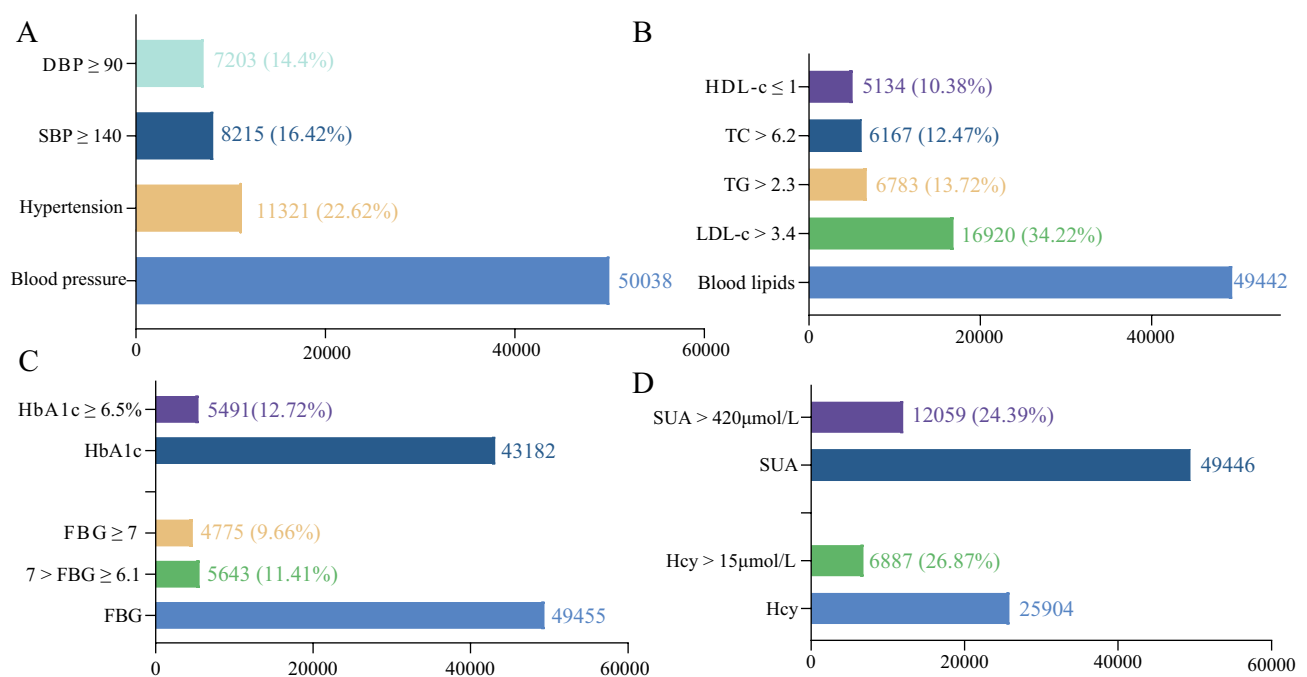 A
DBP ≥ 90
7203 (14.4%)
SBP ≥ 140
8215 (16.42%)
Hypertension
11321 (22.62%)
Blood pressure
50038
0
20000
40000
60000
B
HDL-c ≤ 1
5134 (10.38%)
TC > 6.2
6167 (12.47%)
TG > 2.3
6783 (13.72%)
LDL-c > 3.4
16920 (34.22%)
Blood lipids
49442
0
20000
40000
C
HbA1c ≥ 6.5%
5491(12.72%)
HbA1c
43182
FBG ≥ 7
4775 (9.66%)
7 > FBG ≥ 6.1
5643 (11.41%)
FBG
49455
0
20000
40000
60000
D
SUA > 420μmol/L
12059 (24.39%)
SUA
49446
Hcy > 15μmol/L
6887 (26.87%)
Hcy
25904
0
20000
40000
60000